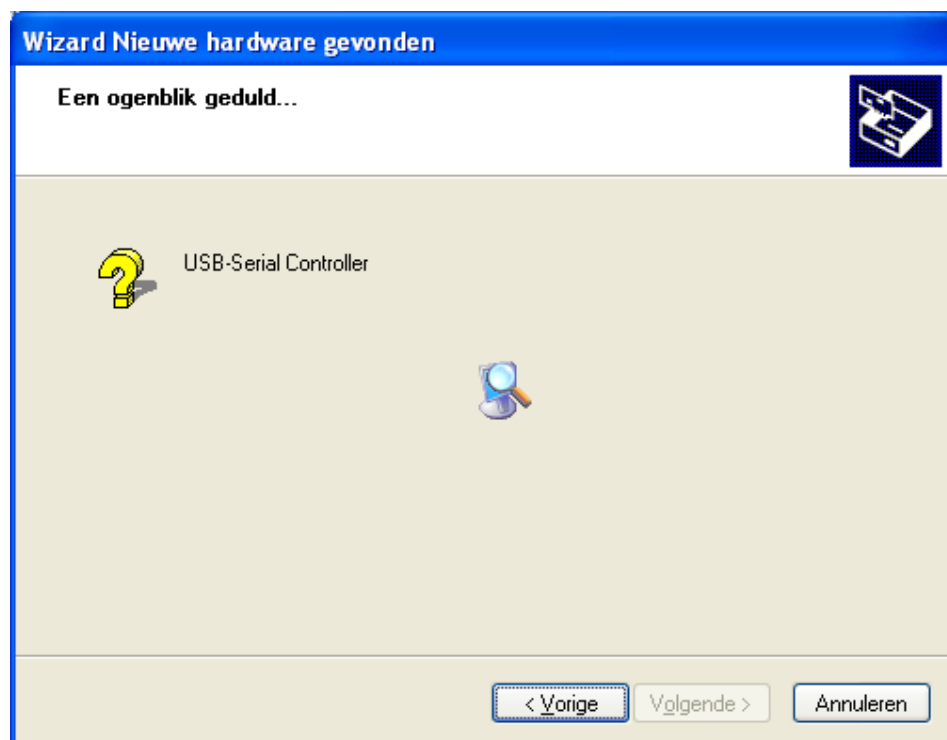 Wizard Nieuwe hardware gevonden
Een ogenblik geduld...
USB-Serial Controller
< Vorige Volgende > Annuleren